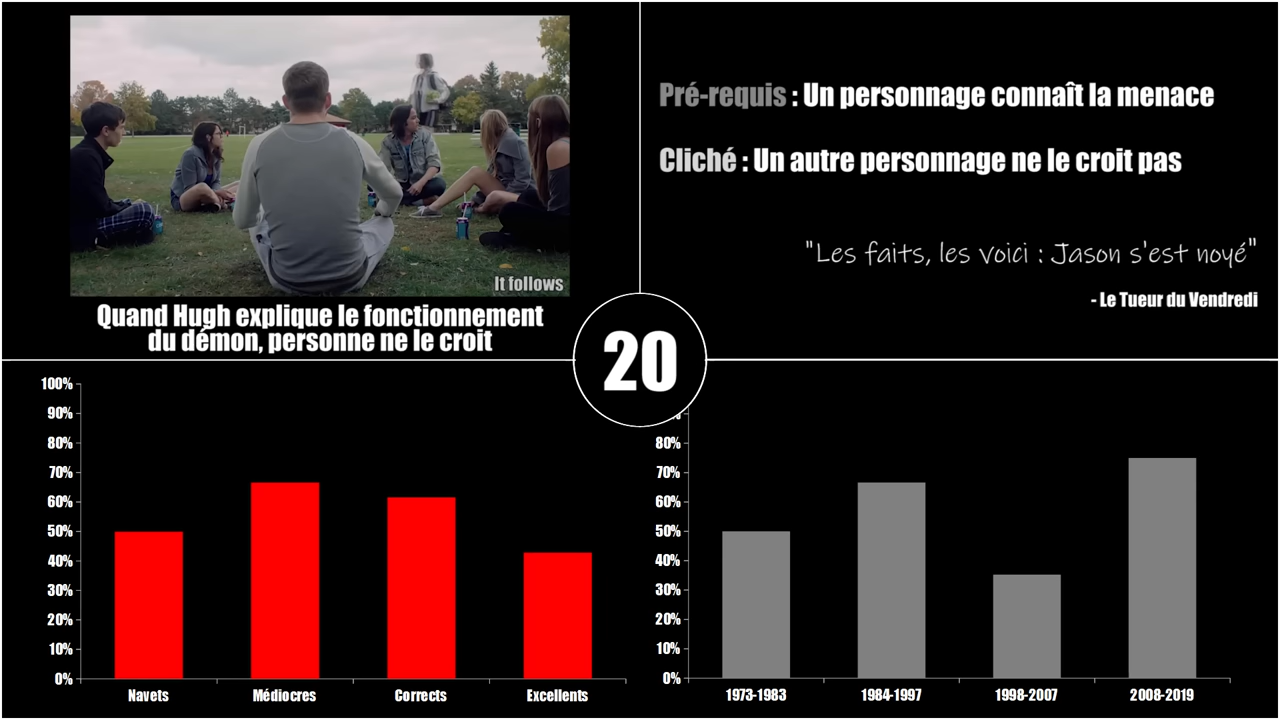 It follows
Quand Hugh explique le fonctionnement
du démon, personne ne le croit
Pré-requis : Un personnage connaît la menace
Cliché : Un autre personnage ne le croit pas
"Les faits, les voici : Jason s'est noyé"
- Le Tueur du Vendredi
20
100%
90%
80%
70%
60%
50%
40%
30%
20%
10%
0%
Navets Médiocres Corrects Excellents
%
80%
70%
60%
50%
40%
30%
20%
10%
0%
1973-1983 1984-1997 1998-2007 2008-2019